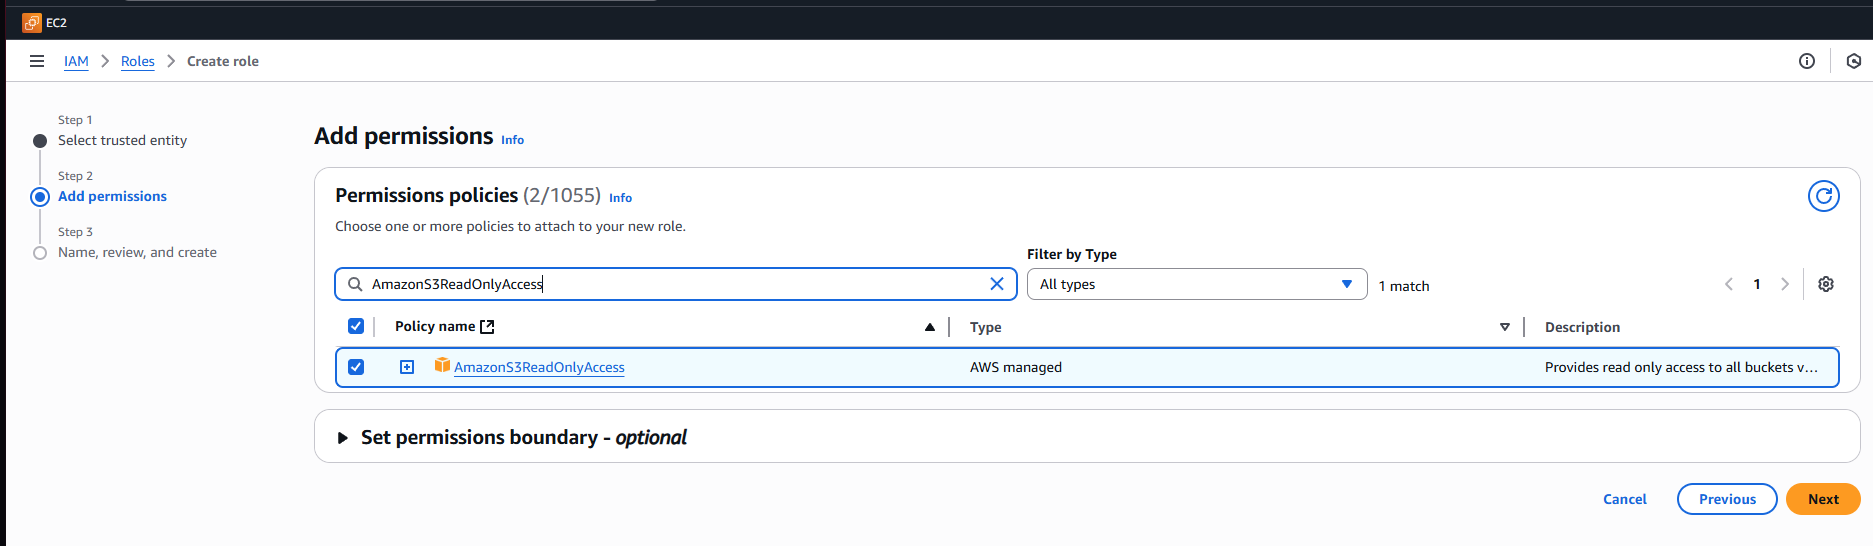 EC2
IAM > Roles > Create role
Step 1
Select trusted entity
Step 2
Add permissions
Step 3
Name, review, and create
Add permissions Info
Permissions policies (2/1055) Info
Choose one or more policies to attach to your new role.
Filter by Type
AmazonS3ReadOnlyAccess
All types
1 match
1
Policy name
Type
Description
AmazonS3ReadOnlyAccess
AWS managed
Provides read only access to all buckets v...
Set permissions boundary - optional
Cancel
Previous
Next